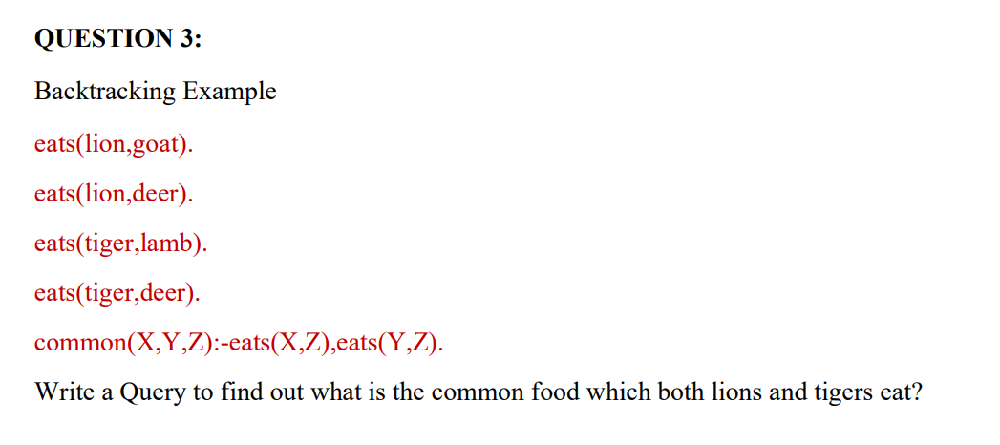 QUESTION 3:
Backtracking Example
eats(lion,goat).
eats(lion,deer).
eats(tiger,lamb).
eats(tiger,deer).
common(X,Y,Z):-eats(X,Z),eats(Y,Z).
Write a Query to find out what is the common food which both lions and tigers eat?